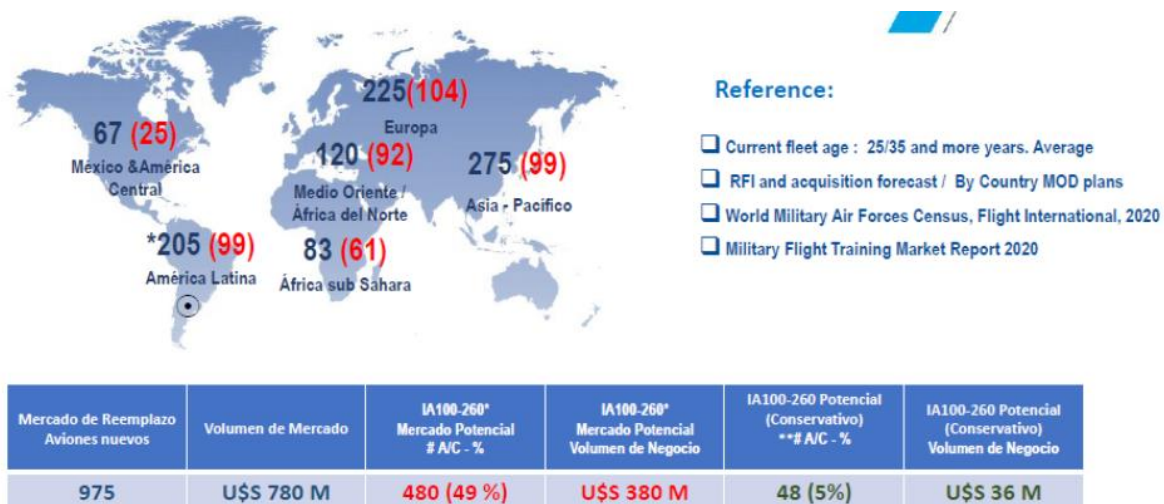 225(104)
Europa
67 (25)
México &América
Central
120 (92)
Medio Oriente /
África del Norte
275 (99)
Asia - Pacifico
*205 (99)
América Latina
83 (61)
África sub Sahara
Reference:
Current fleet age : 25/35 and more years. Average
RFI and acquisition forecast / By Country MOD plans
World Military Air Forces Census, Flight International, 2020
Military Flight Training Market Report 2020
Mercado de Reemplazo
Aviones nuevos
Volumen de Mercado
IA100-260*
Mercado Potencial
# A/C - %
IA100-260*
Mercado Potencial
Volumen de Negocio
IA100-260 Potencial
(Conservativo)
**# A/C - %
IA100-260 Potencial
(Conservativo)
Volumen de Negocio
975
U$S 780 M
480 (49 %)
U$S 380 M
48 (5%)
U$S 36 M